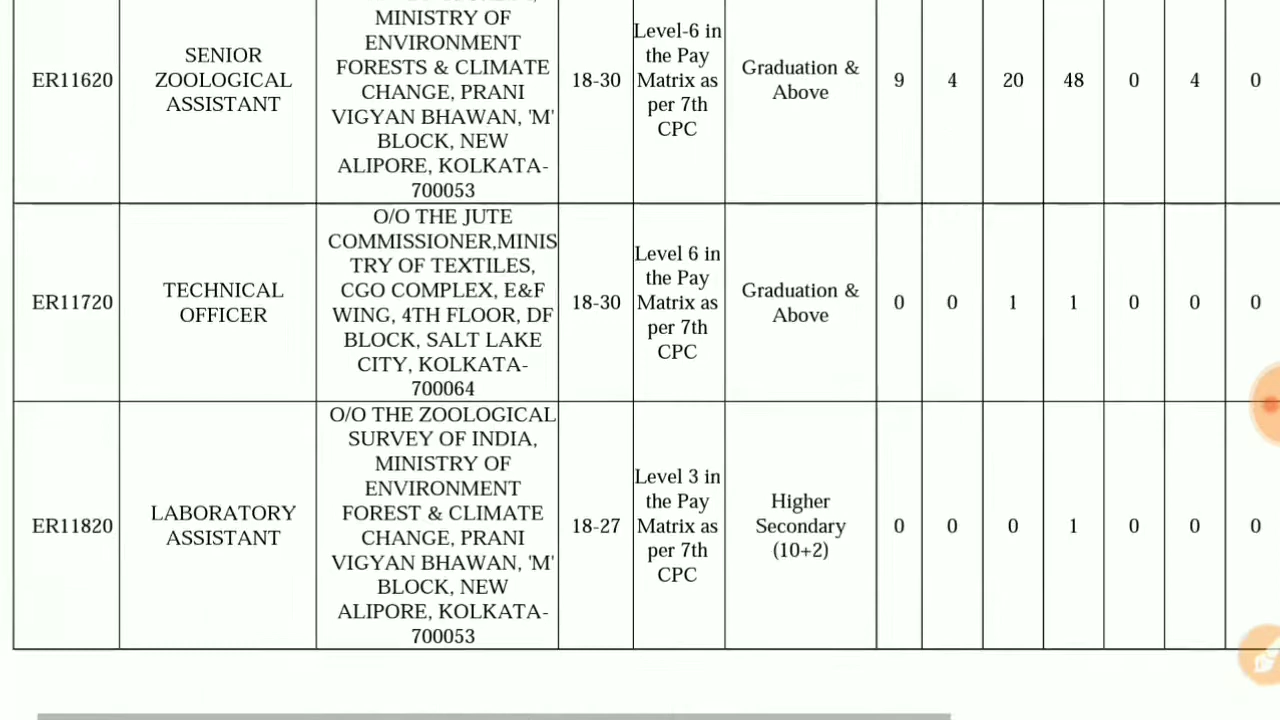 ER11620
SENIOR
ZOOLOGICAL
ASSISTANT
MINISTRY OF
ENVIRONMENT
FORESTS & CLIMATE
CHANGE, PRANI
VIGYAN BHAWAN, 'M'
BLOCK, NEW
ALIPORE, KOLKATA-
700053
18-30
Level-6 in
the Pay
Matrix as
per 7th
CPC
Graduation &
Above
9
4
20
48
0
4
0
ER11720
TECHNICAL
OFFICER
O/O THE JUTE
COMMISSIONER,MINIS
TRY OF TEXTILES,
CGO COMPLEX, E&F
WING, 4TH FLOOR, DF
BLOCK, SALT LAKE
CITY, KOLKATA-
700064
18-30
Level 6 in
the Pay
Matrix as
per 7th
CPC
Graduation &
Above
0
0
1
1
0
0
0
ER11820
LABORATORY
ASSISTANT
O/O THE ZOOLOGICAL
SURVEY OF INDIA,
MINISTRY OF
ENVIRONMENT
FOREST & CLIMATE
CHANGE, PRANI
VIGYAN BHAWAN, 'M'
BLOCK, NEW
ALIPORE, KOLKATA-
700053
18-27
Level 3 in
the Pay
Matrix as
per 7th
CPC
Higher
Secondary
(10+2)
0
0
0
1
0
0
0